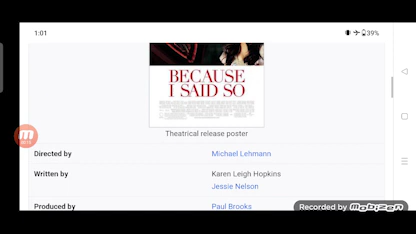 1:01
39%
BECAUSE
I SAID SO
Theatrical release poster
Directed by Michael Lehmann
Written by Karen Leigh Hopkins
Jessie Nelson
Produced by Paul Brooks
Recorded by Mobizen